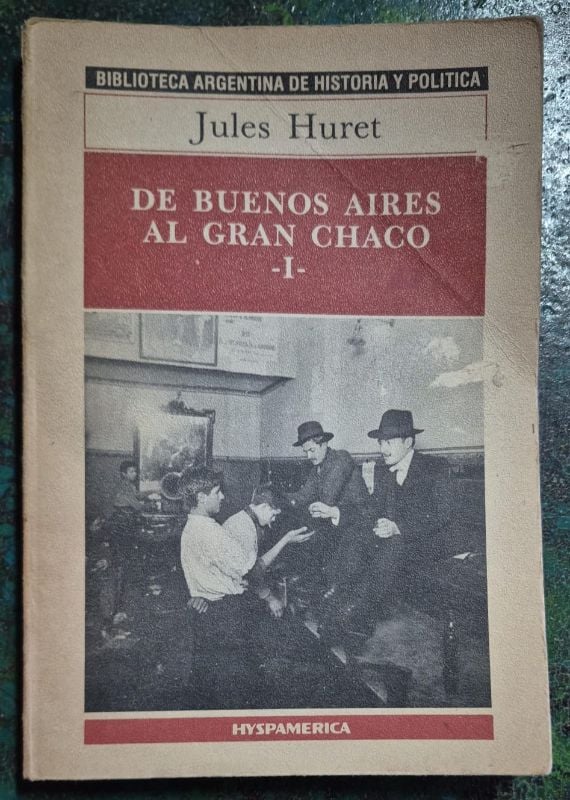 BIBLIOTECA ARGENTINA DE HISTORIA Y POLITICA
Jules Huret
DE BUENOS AIRES
AL GRAN CHACO
-I-
HYSPAMERICA